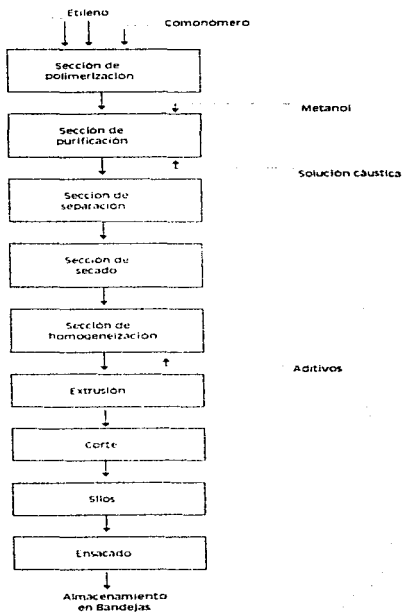 Etileno
Comonómero
Sección de
polimerización
Metanol
Sección de
purificación
Solución cáustica
Sección de
separación
Sección de
secado
Sección de
homogeneización
Aditivos
Extrusión
Corte
Silos
Ensacado
Almacenamiento
en Bandejas